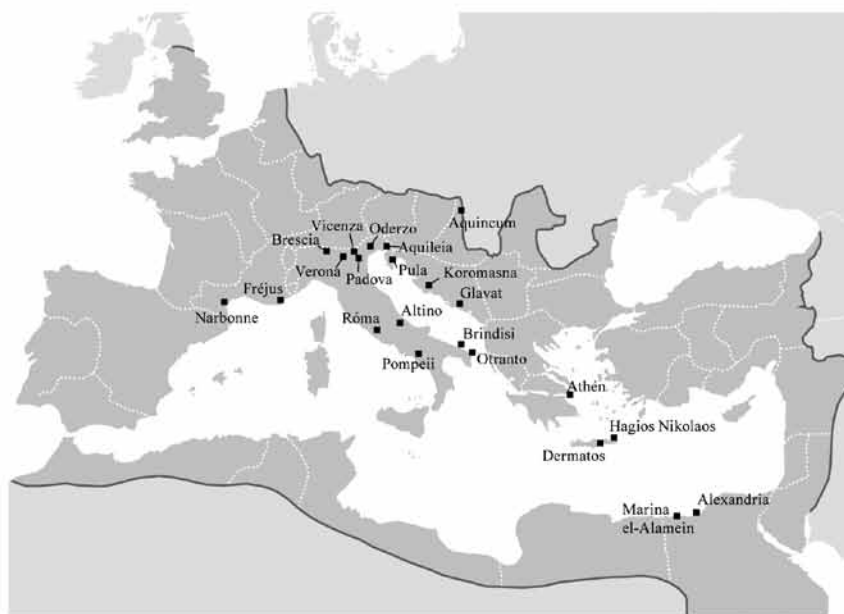 Aquincum
Vicenza
Oderzo
Brescia
Aquileia
Verona
Padova
Pula
Koromasna
Fréjus
Glavat
Narbonne
Altino
Róma
Brindisi
Pompeii
Otranto
Athén
Hagios Nikolaos
Dermatos
Marina
el-Alamein
Alexandria